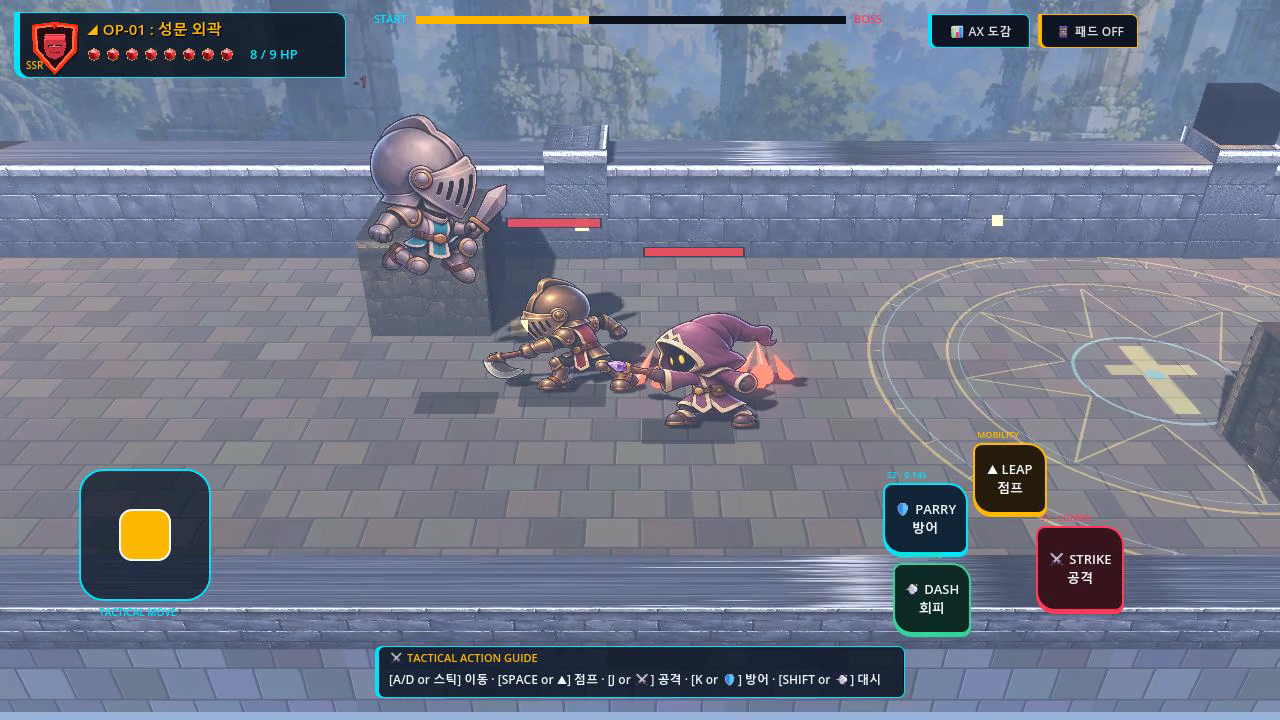 ◢ OP-01 : 성문 외곽
8 / 9 HP
SSR
START
BOSS
📊 AX 도감
패드 OFF
-1
MOBILITY
▲ LEAP
점프
S2 · 0.14s
🛡 PARRY
방어
⚔ STRIKE
공격
DASH
회피
TACTICAL MOVE
⚔ TACTICAL ACTION GUIDE
[A/D or 스틱] 이동 · [SPACE or ▲] 점프 · [J or ⚔] 공격 · [K or 🛡] 방어 · [SHIFT or 💨] 대시